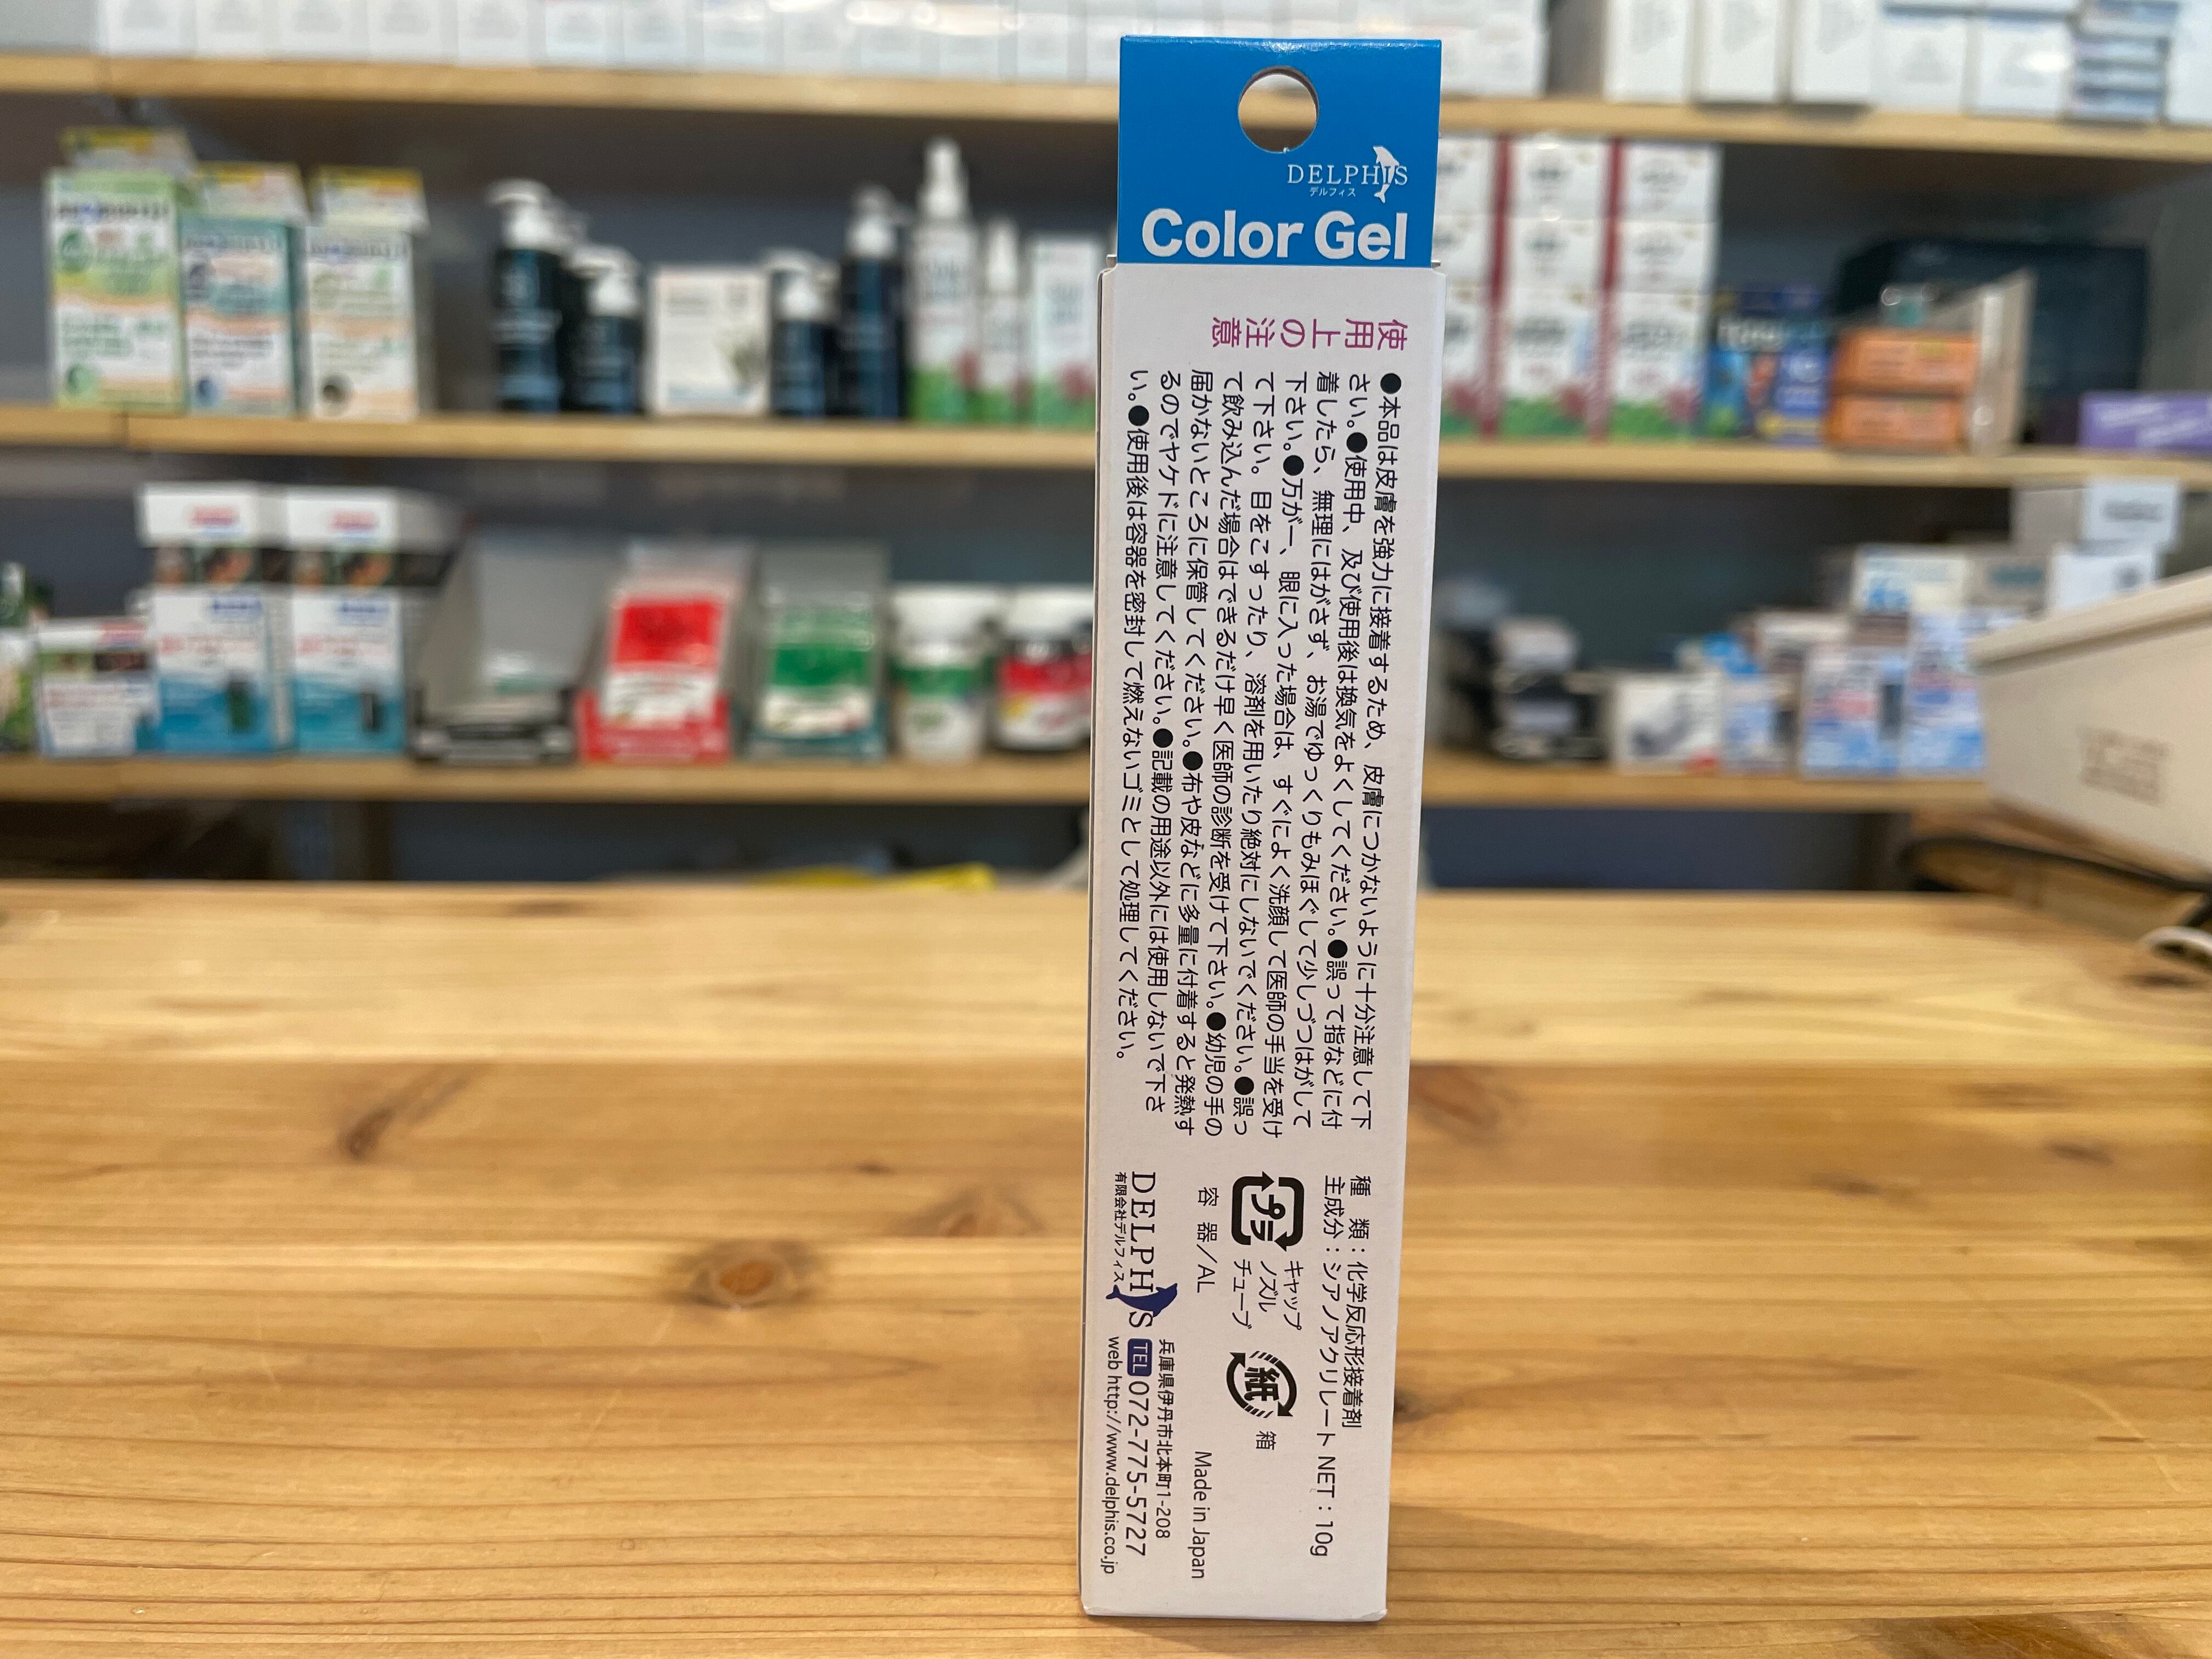 DELPHIS
デルフィス
Color Gel
使用上の注意
●本品は皮膚を強力に接着するため、皮膚につかないように十分注意して下
さい。●使用中、及び使用後は換気をよくしてください。●誤って指などに付
着したら、無理にはがさず、お湯でゆっくりもみほぐして少しづつはがして
下さい。●万が一、眼に入った場合は、すぐによく洗顔して医師の手当を受け
て下さい。目をこすったり、溶剤を用いたり絶対にしないでください。●誤っ
て飲み込んだ場合はできるだけ早く医師の診断を受けて下さい。●幼児の手の
届かないところに保管してください。●布や皮などに多量に付着すると発熱す
るのでヤケドに注意してください。●記載の用途以外には使用しないで下さ
い。●使用後は容器を密封して燃えないゴミとして処理してください。
種　類：化学反応形接着剤
主成分：シアノアクリレート NET：10g
プラ
キャップ
ノズル
チューブ
紙
箱
容　器／AL
Made in Japan
DELPHIS
有限会社デルフィス
兵庫県伊丹市北本町1-208
TEL 072-775-5727
web http://www.delphis.co.jp